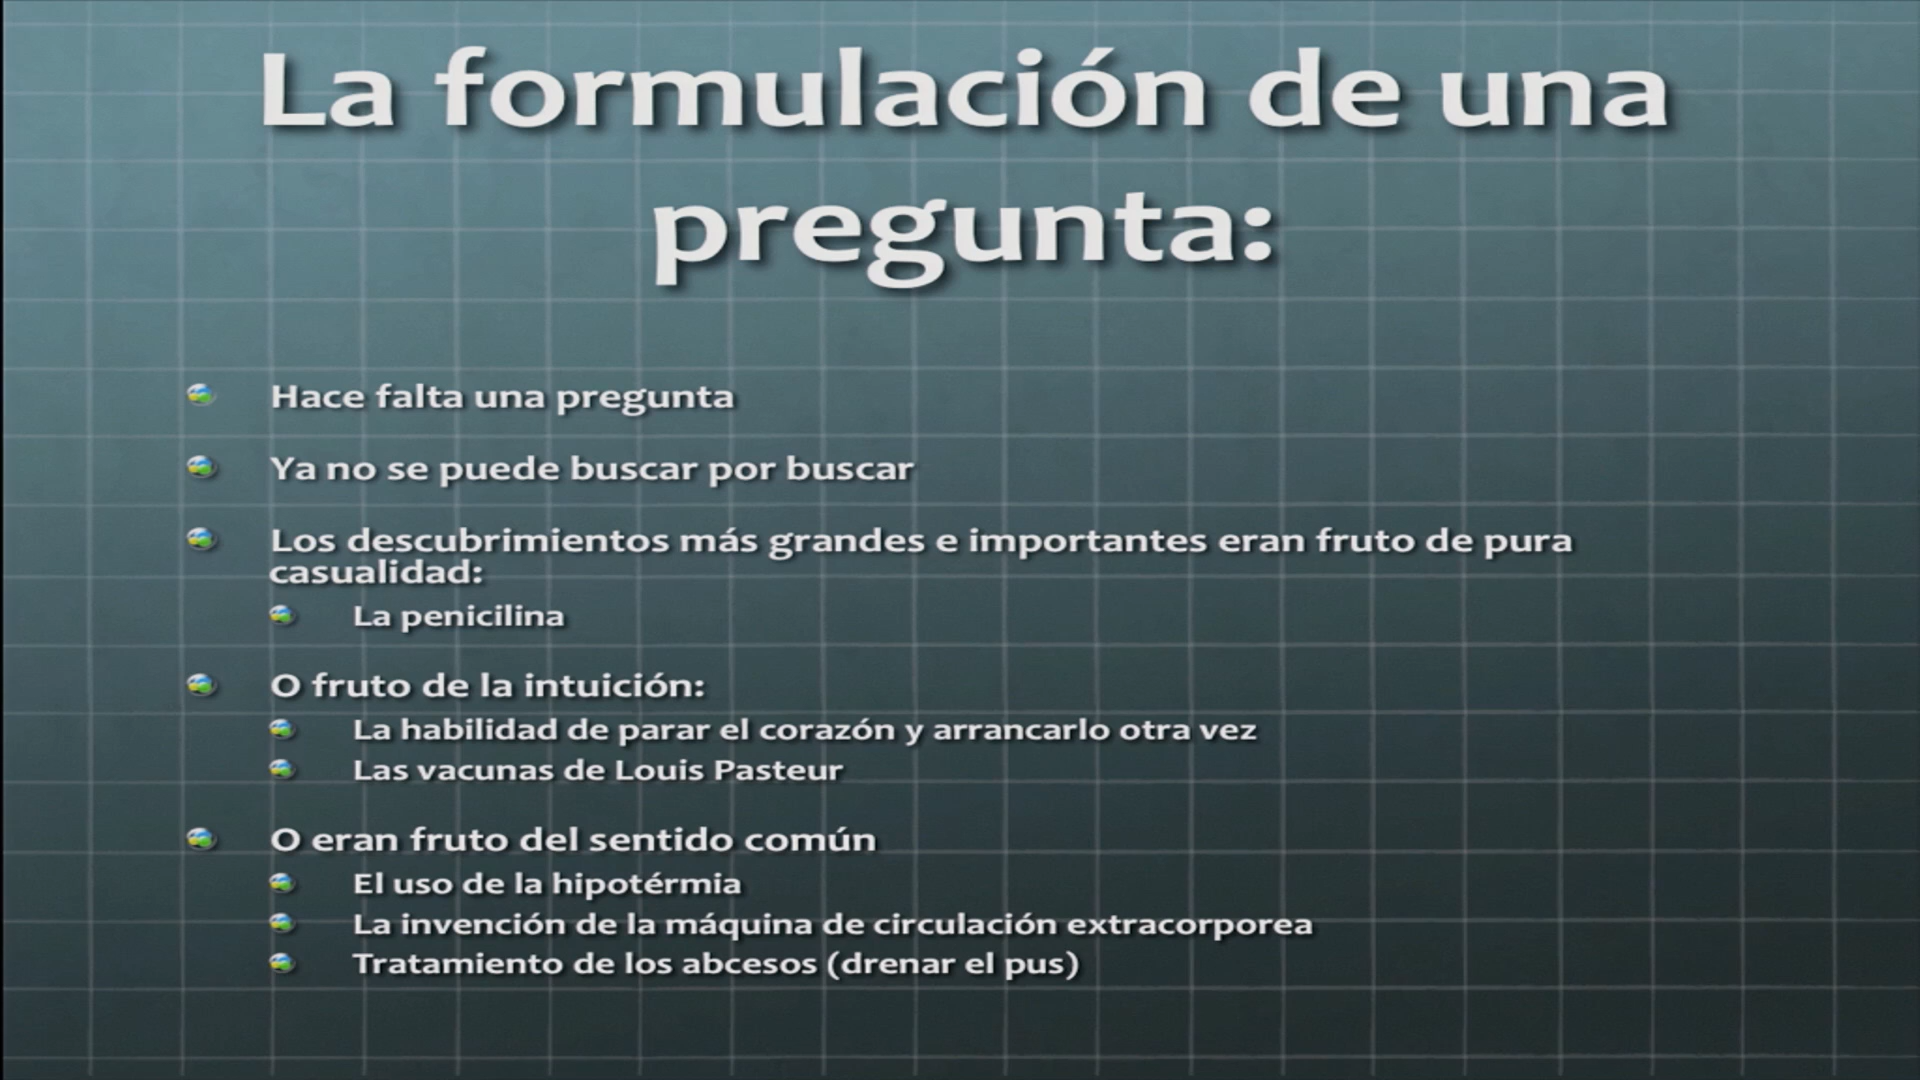 La formulación de una
pregunta:
Hace falta una pregunta
Ya no se puede buscar por buscar
Los descubrimientos más grandes e importantes eran fruto de pura
casualidad:
La penicilina
O fruto de la intuición:
La habilidad de parar el corazón y arrancarlo otra vez
Las vacunas de Louis Pasteur
O eran fruto del sentido común
El uso de la hipotérmia
La invención de la máquina de circulación extracorporea
Tratamiento de los abcesos (drenar el pus)